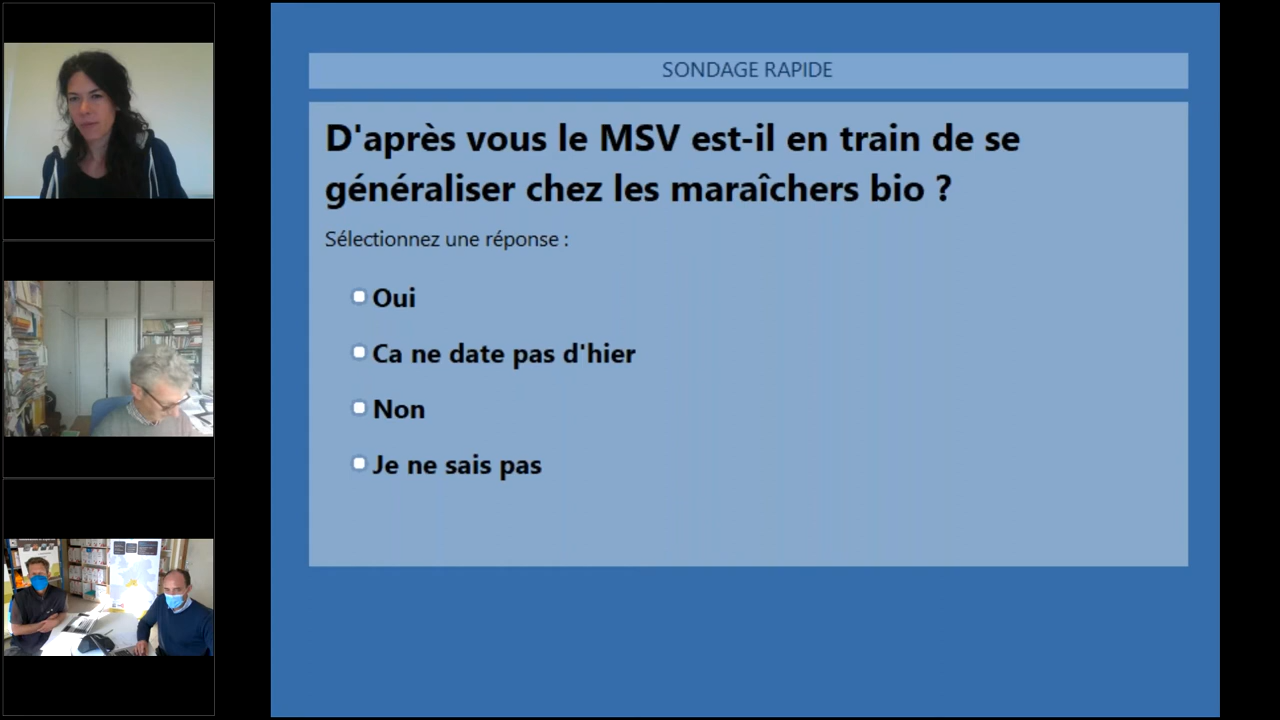 SONDAGE RAPIDE
D'après vous le MSV est-il en train de se
généraliser chez les maraîchers bio ?
Sélectionnez une réponse :
Oui
Ca ne date pas d'hier
Non
Je ne sais pas